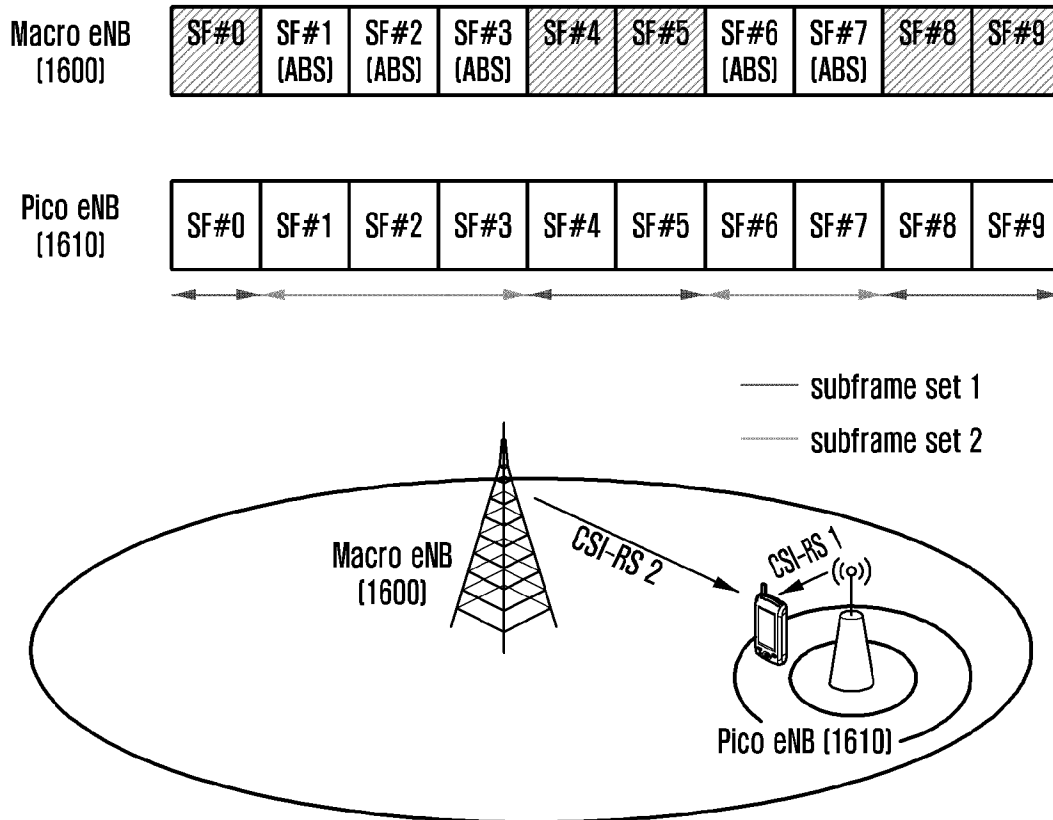 Macro eNB
(1600)
SF#0 SF#1 SF#2 SF#3 SF#4 SF#5 SF#6 SF#7 SF#8 SF#9
(ABS) (ABS) (ABS) (ABS) (ABS)
Pico eNB
(1610)
SF#0 SF#1 SF#2 SF#3 SF#4 SF#5 SF#6 SF#7 SF#8 SF#9
subframe set 1
subframe set 2
Macro eNB
(1600)
CSI-RS 2
CSI-RS 1
Pico eNB (1610)